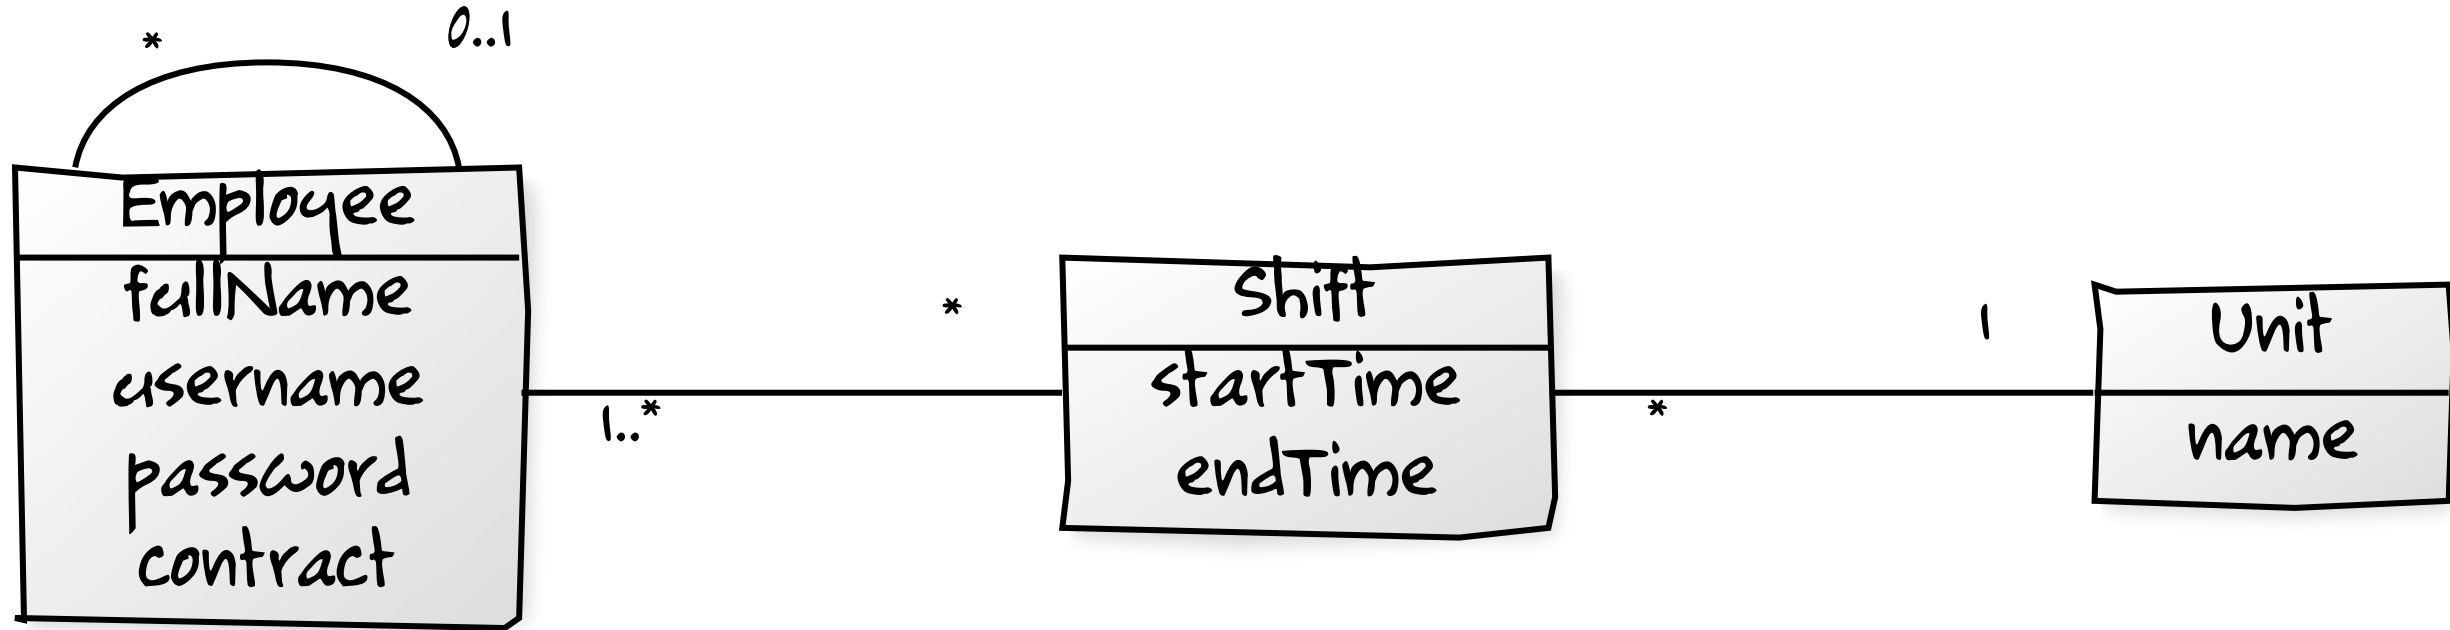 * 0..1
Employee
fullName
username
password
contract
*
1..*
Shift
startTime
endTime
*
1
Unit
name